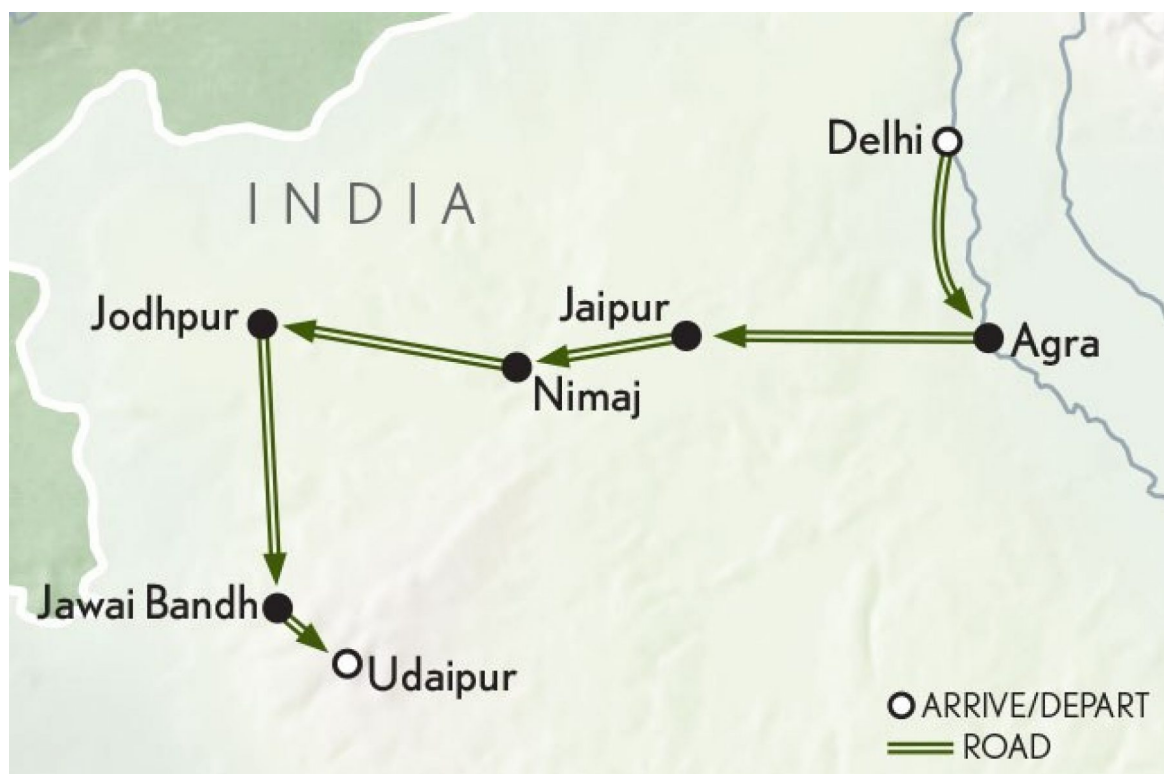 Delhi
INDIA
Jaipur
Jodhpur
Agra
Nimaj
Jawai Bandh
Udaipur
ARRIVE/DEPART
ROAD